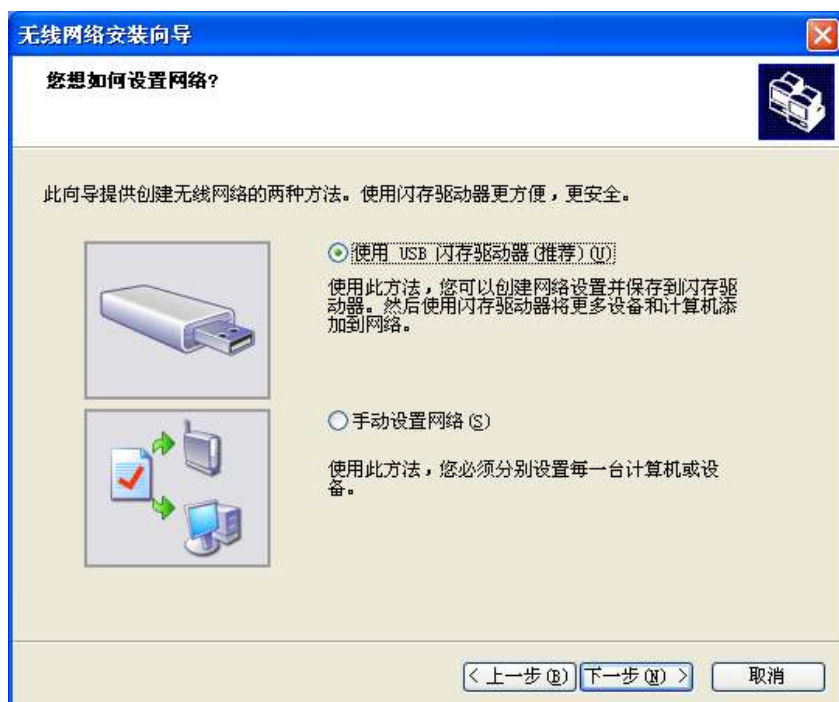 无线网络安装向导
您想如何设置网络?
此向导提供创建无线网络的两种方法。使用闪存驱动器更方便，更安全。
使用 USB 闪存驱动器(推荐)(U)
使用此方法，您可以创建网络设置并保存到闪存驱
动器。然后使用闪存驱动器将更多设备和计算机添
加到网络。
手动设置网络(S)
使用此方法，您必须分别设置每一台计算机或设
备。
< 上一步(B) 下一步(N) > 取消